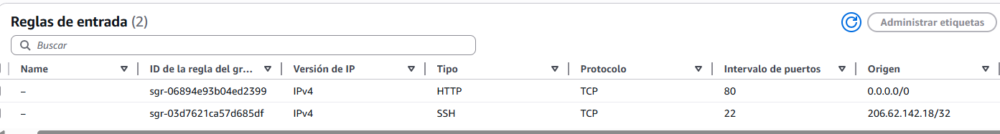 Reglas de entrada (2)
Administrar etiquetas
Buscar
Name ID de la regla del gr... Versión de IP Tipo Protocolo Intervalo de puertos Origen
– sgr-06894e93b04ed2399 IPv4 HTTP TCP 80 0.0.0.0/0
– sgr-03d7621ca57d685df IPv4 SSH TCP 22 206.62.142.18/32